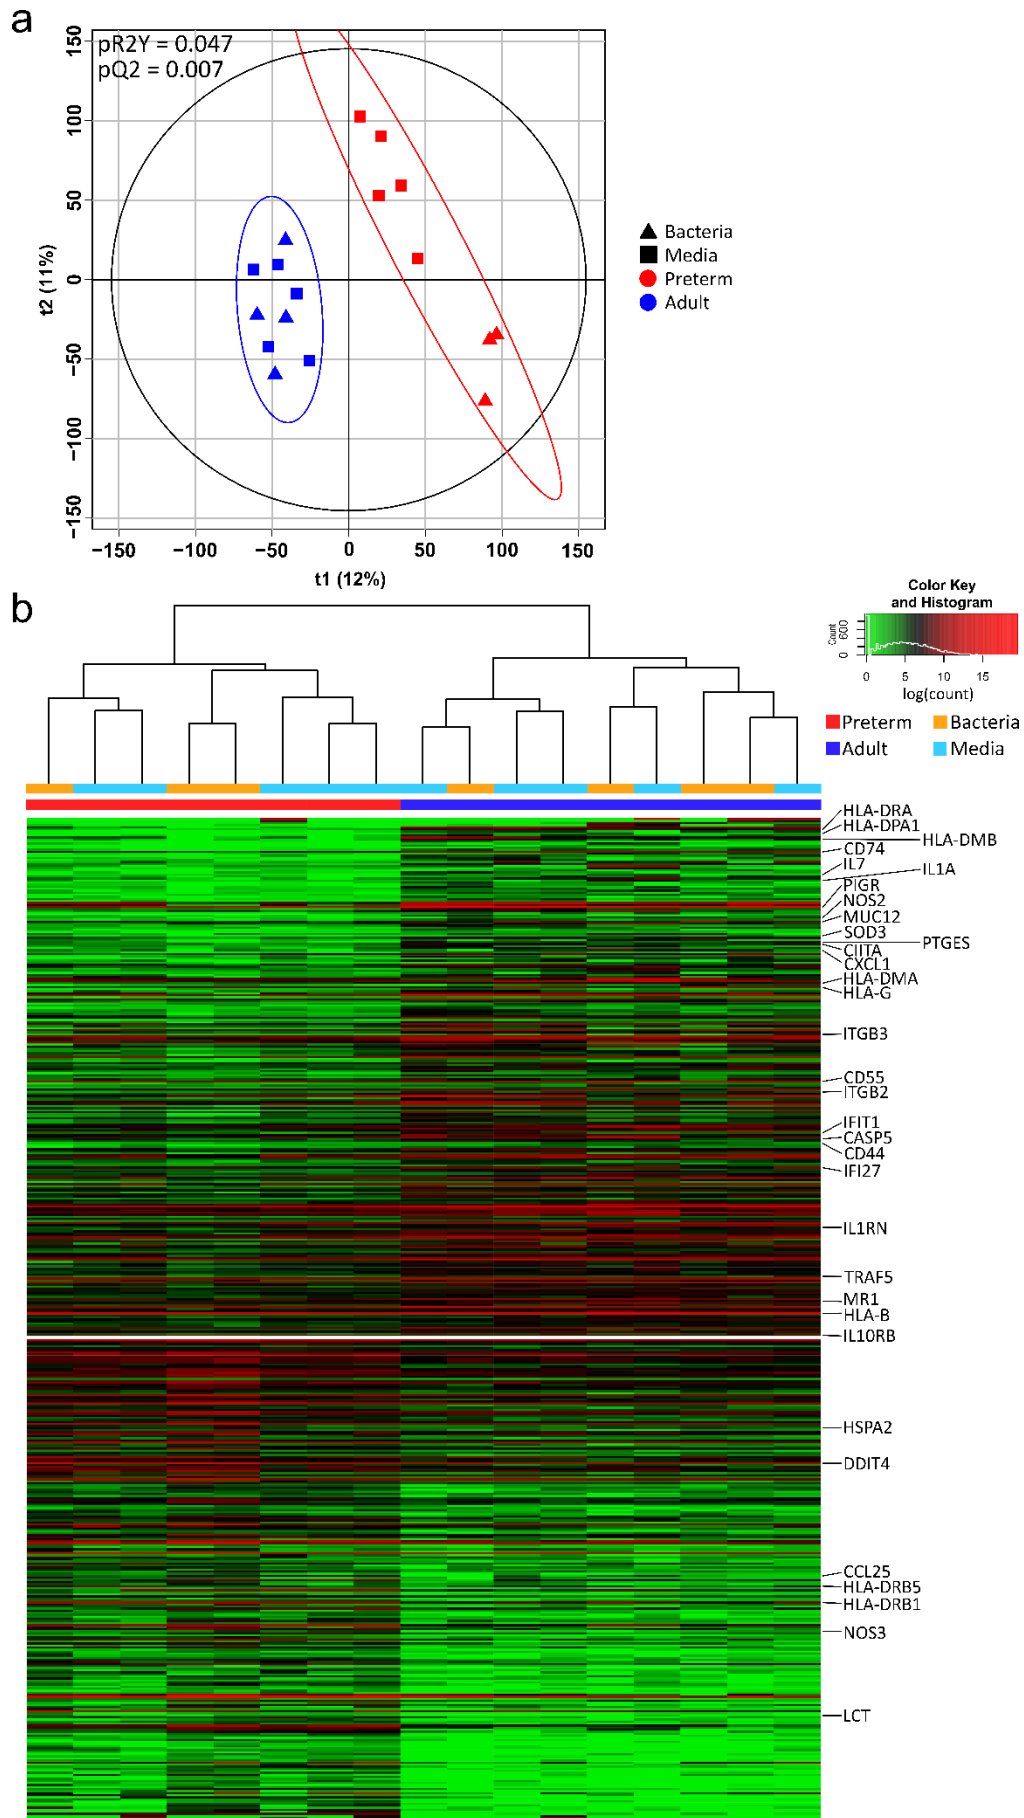 a
pR2Y = 0.047
pQ2 = 0.007
150
100
50
0
−50
−100
−150
t2 (11%)
−150 −100 −50 0 50 100 150
t1 (12%)
Bacteria
Media
Preterm
Adult
b
Color Key
and Histogram
Count
0 600
0 5 10 15
log(count)
Preterm Bacteria
Adult Media
HLA-DRA
HLA-DPA1
HLA-DMB
CD74
IL7
IL1A
PIGR
NOS2
MUC12
SOD3
PTGES
CIITA
CXCL1
HLA-DMA
HLA-G
ITGB3
CD55
ITGB2
IFIT1
CASP5
CD44
IFI27
IL1RN
TRAF5
MR1
HLA-B
IL10RB
HSPA2
DDIT4
CCL25
HLA-DRB5
HLA-DRB1
NOS3
LCT